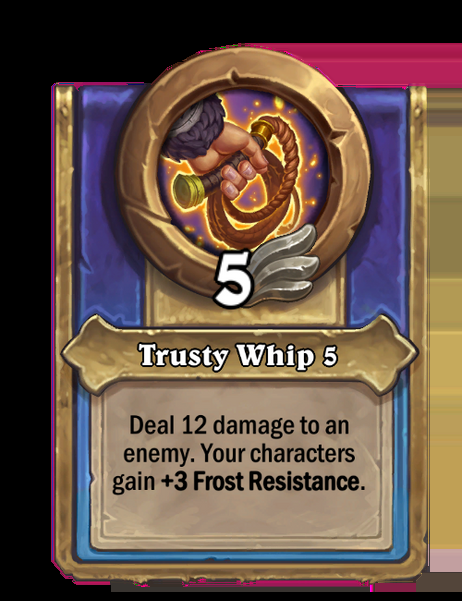 5
Trusty Whip 5
Deal 12 damage to an
enemy. Your characters
gain +3 Frost Resistance.